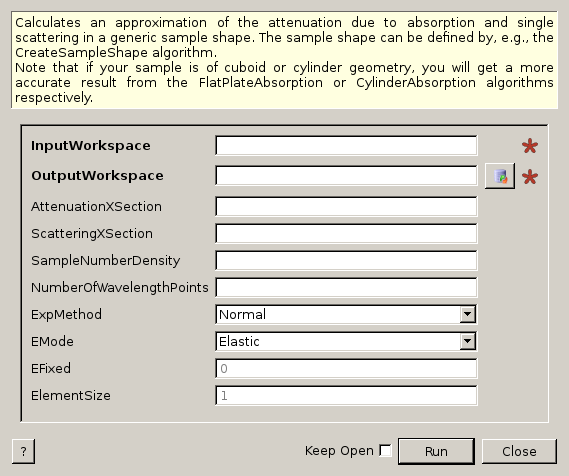 Calculates an approximation of the attenuation due to absorption and single
scattering in a generic sample shape. The sample shape can be defined by, e.g., the
CreateSampleShape algorithm.
Note that if your sample is of cuboid or cylinder geometry, you will get a more
accurate result from the FlatPlateAbsorption or CylinderAbsorption algorithms
respectively.
InputWorkspace
OutputWorkspace
AttenuationXSection
ScatteringXSection
SampleNumberDensity
NumberOfWavelengthPoints
ExpMethod Normal
EMode Elastic
EFixed 0
ElementSize 1
? Keep Open Run Close